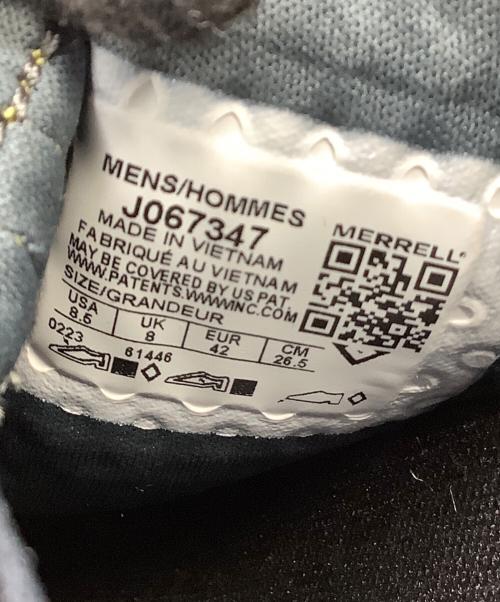 MENS/HOMMES
J067347
MADE IN VIETNAM
FABRIQUÉ AU VIETNAM
MAY BE COVERED BY US PAT.
WWW.PATENTS.WWWINC.COM
SIZE/GRANDEUR
USA UK EUR CM
8.5 8 42 26.5
0223 61446
MERRELL